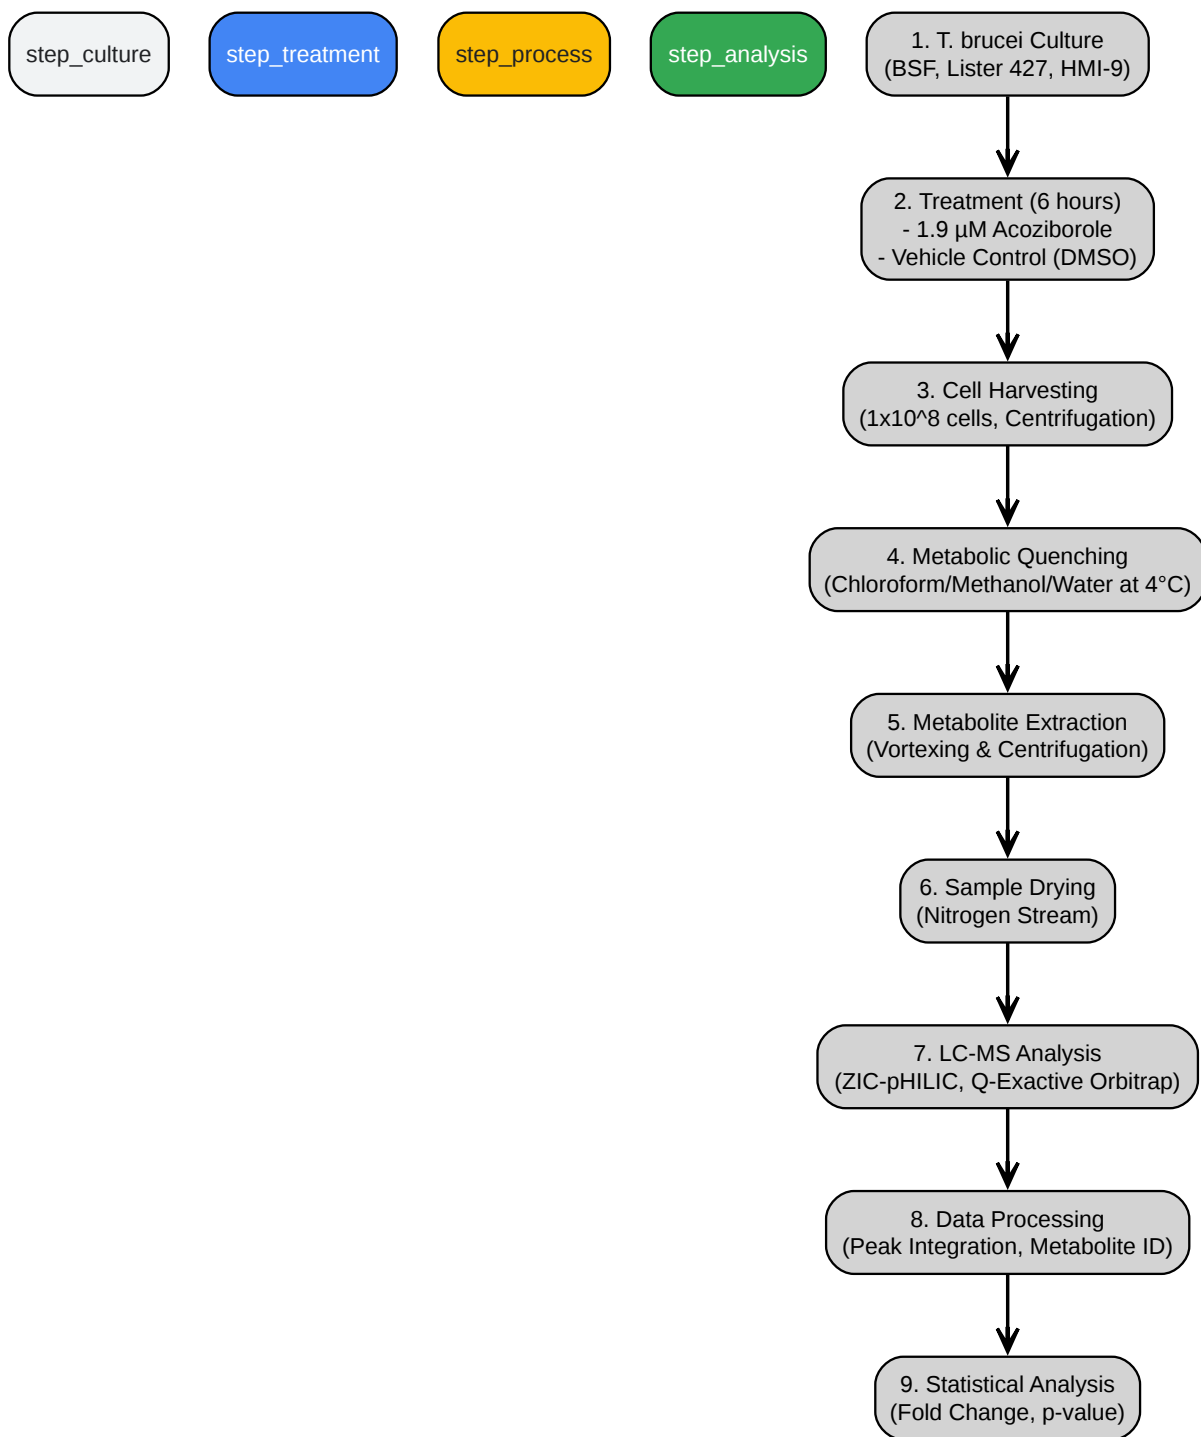 step_culture
step_treatment
step_process
step_analysis
1. T. brucei Culture
(BSF, Lister 427, HMI-9)
2. Treatment (6 hours)
- 1.9 µM Acoziborole
- Vehicle Control (DMSO)
3. Cell Harvesting
(1x10^8 cells, Centrifugation)
4. Metabolic Quenching
(Chloroform/Methanol/Water at 4°C)
5. Metabolite Extraction
(Vortexing & Centrifugation)
6. Sample Drying
(Nitrogen Stream)
7. LC-MS Analysis
(ZIC-pHILIC, Q-Exactive Orbitrap)
8. Data Processing
(Peak Integration, Metabolite ID)
9. Statistical Analysis
(Fold Change, p-value)